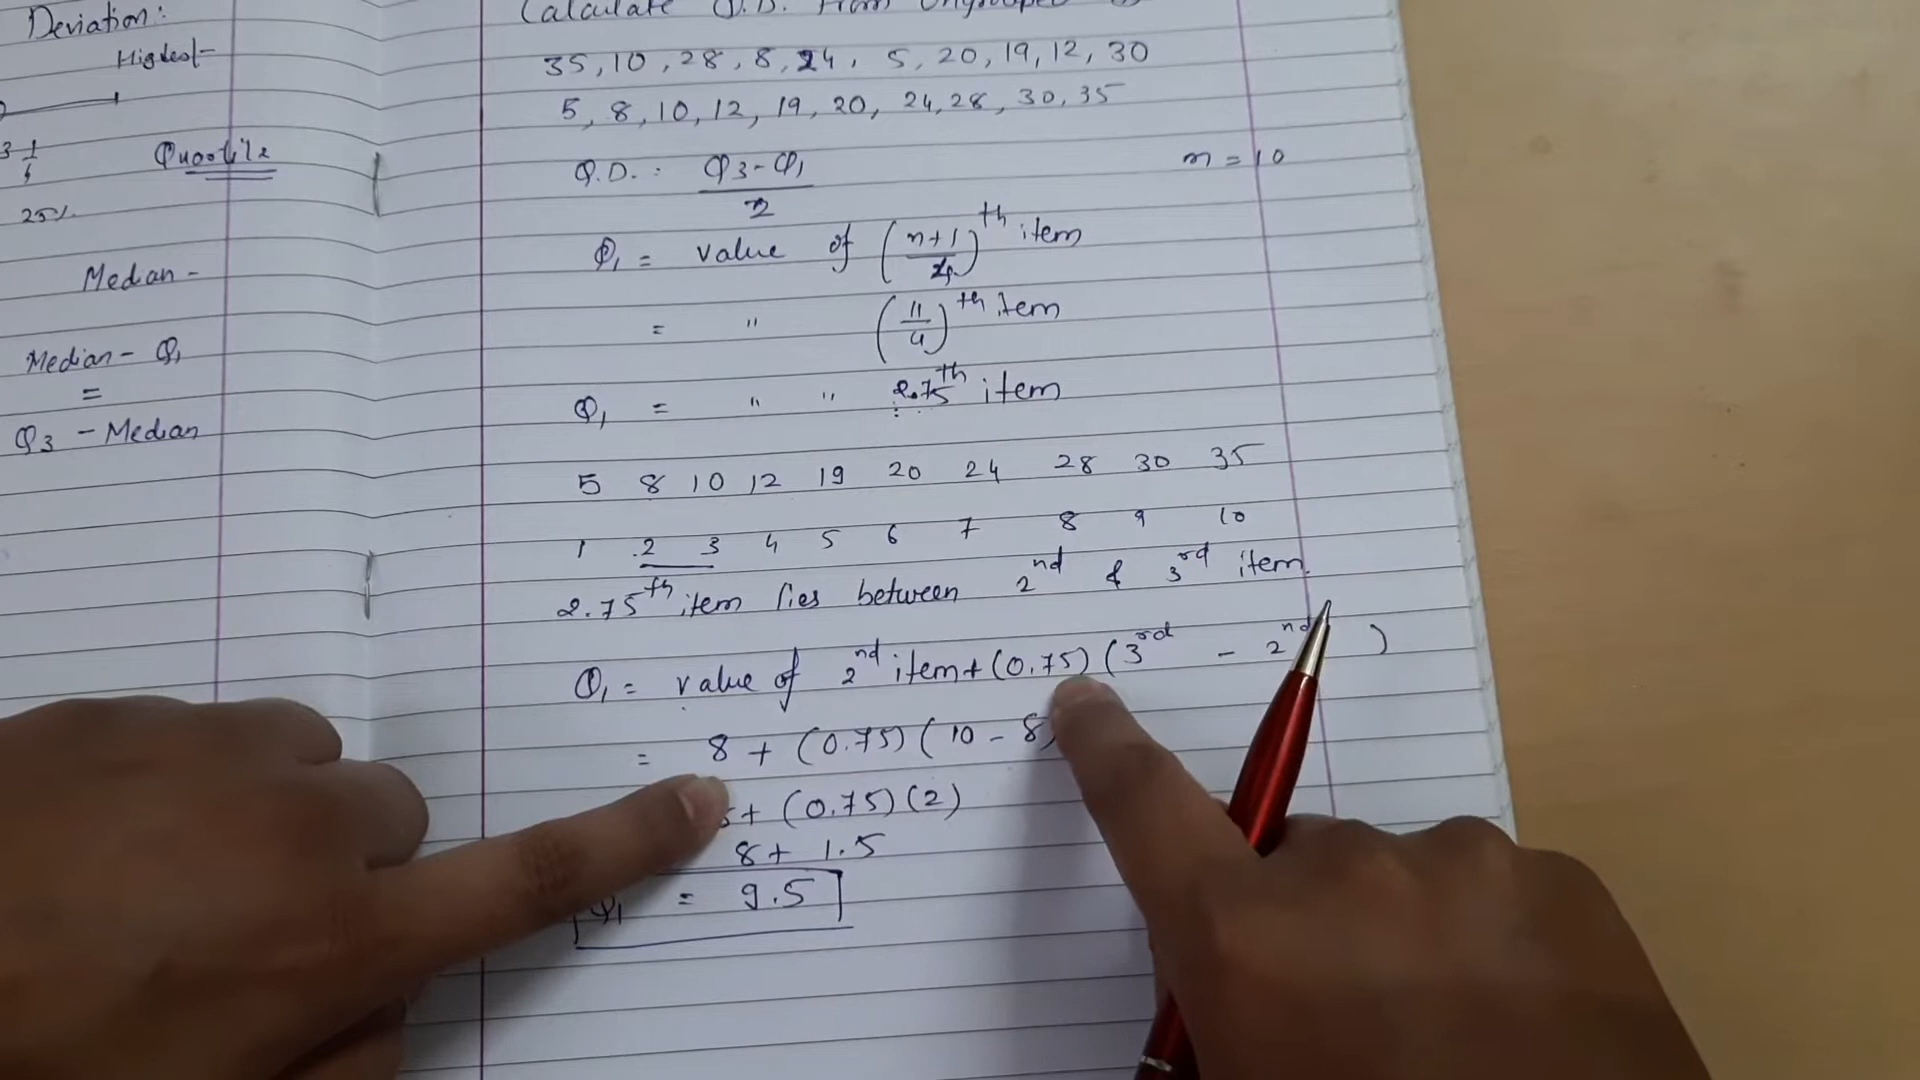 Deviation:
Highest
3 1/4
Quartile
25%
Median -
Median - Q1
=
Q3 - Median
Calculate Q.D. from Ungrouped
35, 10, 28, 8, 24, 5, 20, 19, 12, 30
5, 8, 10, 12, 19, 20, 24, 28, 30, 35
Q.D. : Q3 - Q1 / 2
n = 10
Q1 = value of (n+1 / 4)th item
= " " (11 / 4)th item
Q1 = " " 2.75th item
5 8 10 12 19 20 24 28 30 35
1 2 3 4 5 6 7 8 9 10
2.75th item lies between 2nd & 3rd item.
Q1 = value of 2nd item + (0.75) (3rd - 2nd )
= 8 + (0.75) (10 - 8)
+ (0.75) (2)
8 + 1.5
Q1 = 9.5